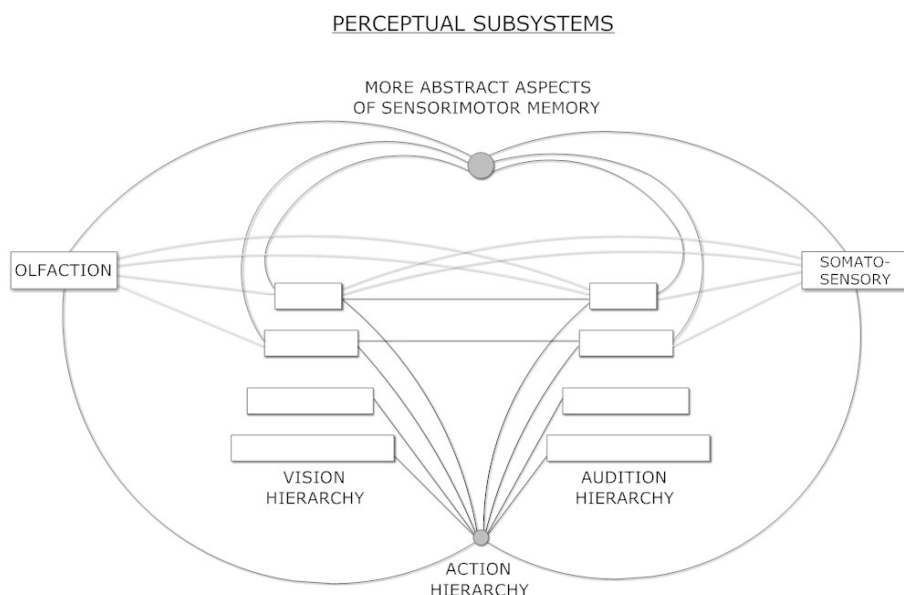 PERCEPTUAL SUBSYSTEMS
MORE ABSTRACT ASPECTS
OF SENSORIMOTOR MEMORY
OLFACTION
SOMATO-
SENSORY
VISION
HIERARCHY
AUDITION
HIERARCHY
ACTION
HIERARCHY